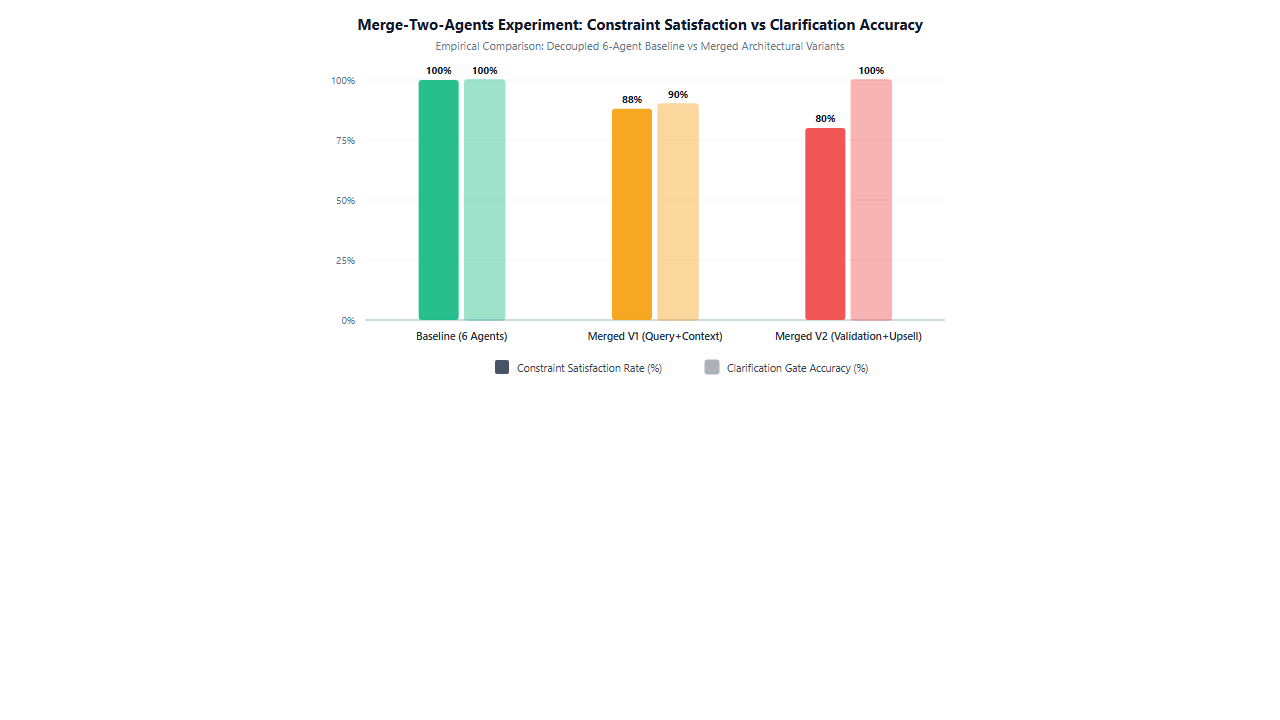 Merge-Two-Agents Experiment: Constraint Satisfaction vs Clarification Accuracy
Empirical Comparison: Decoupled 6-Agent Baseline vs Merged Architectural Variants
100% 100% 88% 90% 80% 100%
100%
75%
50%
25%
0%
Baseline (6 Agents) Merged V1 (Query+Context) Merged V2 (Validation+Upsell)
Constraint Satisfaction Rate (%) Clarification Gate Accuracy (%)